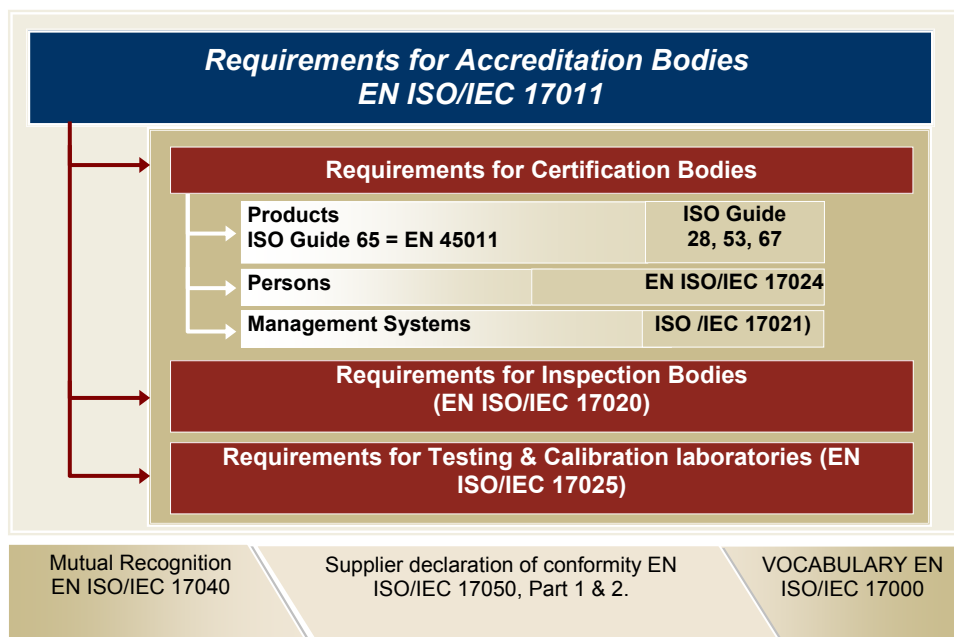 Requirements for Accreditation Bodies
EN ISO/IEC 17011
Requirements for Certification Bodies
Products
ISO Guide 65 = EN 45011
ISO Guide
28, 53, 67
Persons
EN ISO/IEC 17024
Management Systems
ISO /IEC 17021)
Requirements for Inspection Bodies
(EN ISO/IEC 17020)
Requirements for Testing & Calibration laboratories (EN
ISO/IEC 17025)
Mutual Recognition
EN ISO/IEC 17040
Supplier declaration of conformity EN
ISO/IEC 17050, Part 1 & 2.
VOCABULARY EN
ISO/IEC 17000